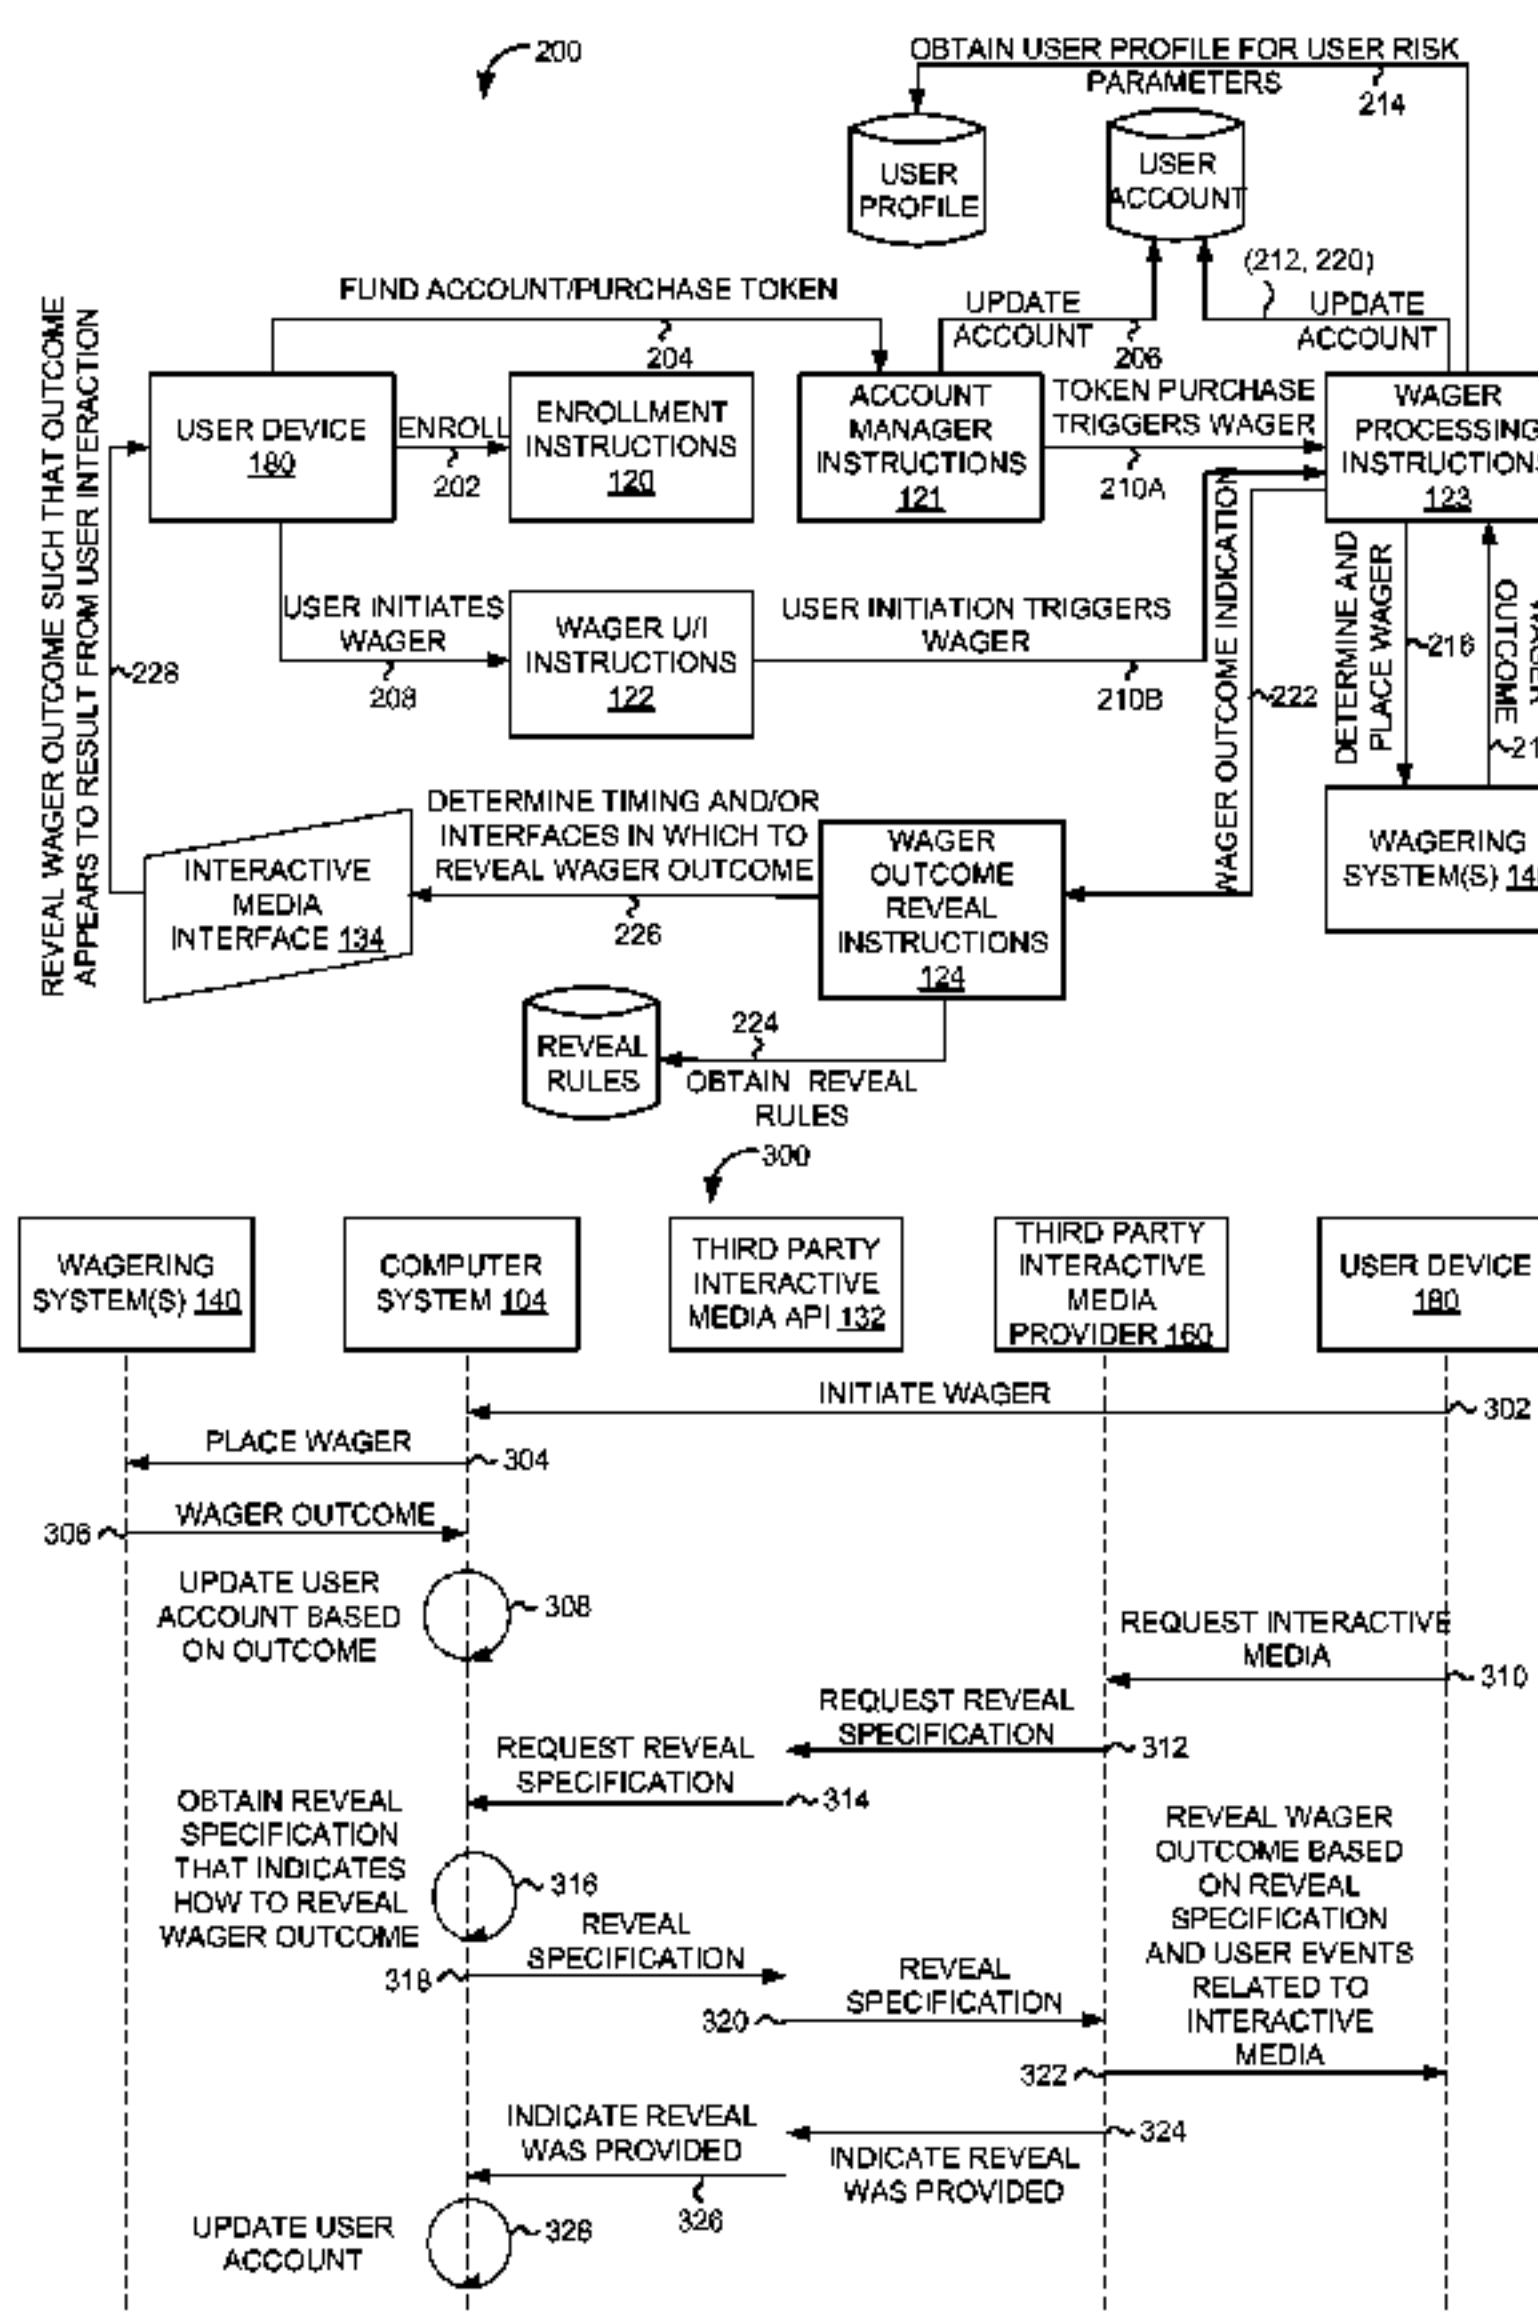 200
OBTAIN USER PROFILE FOR USER RISK
PARAMETERS
214
USER
PROFILE
USER
ACCOUNT
(212, 220)
FUND ACCOUNT/PURCHASE TOKEN
204
UPDATE
ACCOUNT
206
UPDATE
ACCOUNT
REVEAL WAGER OUTCOME SUCH THAT OUTCOME
APPEARS TO RESULT FROM USER INTERACTION
USER DEVICE
180
ENROLL
202
ENROLLMENT
INSTRUCTIONS
120
ACCOUNT
MANAGER
INSTRUCTIONS
121
TOKEN PURCHASE
TRIGGERS WAGER
210A
WAGER
PROCESSING
INSTRUCTIONS
123
USER INITIATES
WAGER
208
WAGER U/I
INSTRUCTIONS
122
USER INITIATION TRIGGERS
WAGER
210B
WAGER OUTCOME INDICATION
222
DETERMINE AND
PLACE WAGER
216
WAGER
OUTCOME
21
228
INTERACTIVE
MEDIA
INTERFACE 134
DETERMINE TIMING AND/OR
INTERFACES IN WHICH TO
REVEAL WAGER OUTCOME
226
WAGER
OUTCOME
REVEAL
INSTRUCTIONS
124
WAGERING
SYSTEM(S) 140
REVEAL
RULES
224
OBTAIN REVEAL
RULES
300
WAGERING
SYSTEM(S) 140
COMPUTER
SYSTEM 104
THIRD PARTY
INTERACTIVE
MEDIA API 132
THIRD PARTY
INTERACTIVE
MEDIA
PROVIDER 160
USER DEVICE
180
INITIATE WAGER
302
PLACE WAGER
304
WAGER OUTCOME
306
UPDATE USER
ACCOUNT BASED
ON OUTCOME
308
REQUEST INTERACTIVE
MEDIA
310
REQUEST REVEAL
SPECIFICATION
312
REQUEST REVEAL
SPECIFICATION
314
OBTAIN REVEAL
SPECIFICATION
THAT INDICATES
HOW TO REVEAL
WAGER OUTCOME
316
REVEAL
SPECIFICATION
318
REVEAL
SPECIFICATION
320
REVEAL WAGER
OUTCOME BASED
ON REVEAL
SPECIFICATION
AND USER EVENTS
RELATED TO
INTERACTIVE
MEDIA
322
INDICATE REVEAL
WAS PROVIDED
324
INDICATE REVEAL
WAS PROVIDED
326
UPDATE USER
ACCOUNT
328